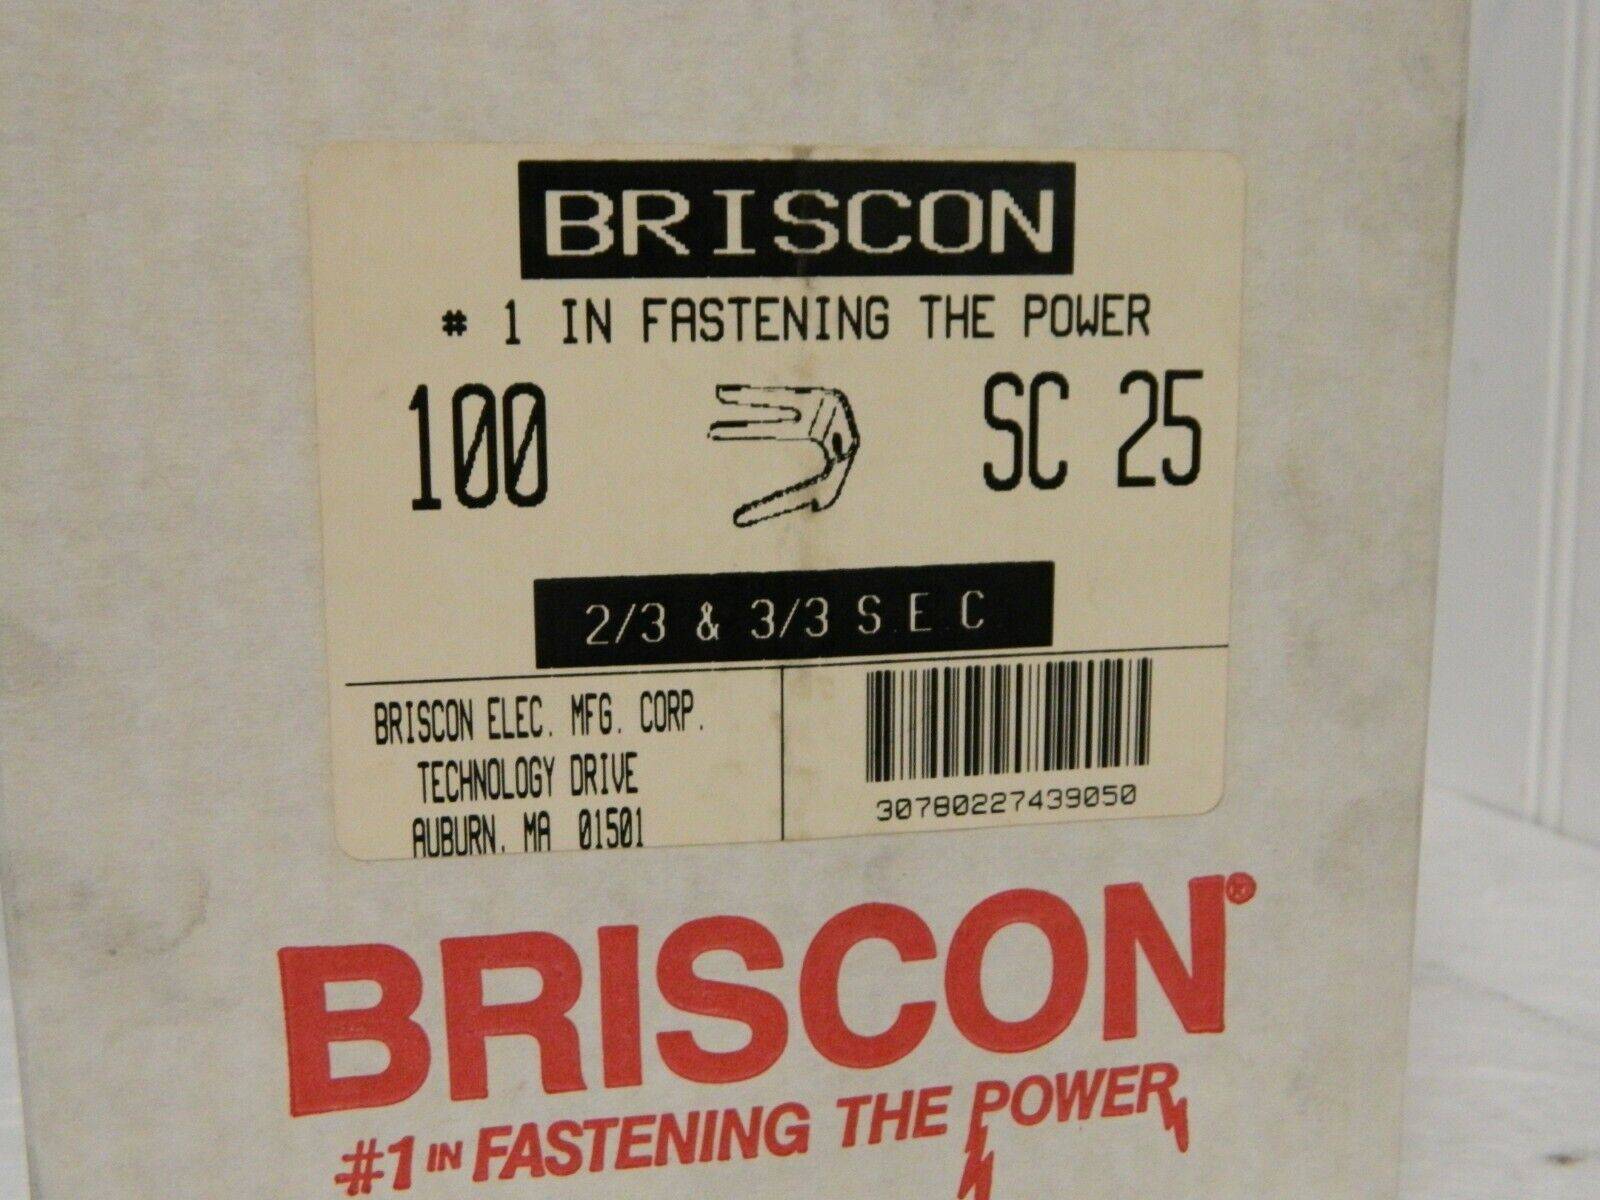 BRISCON
# 1 IN FASTENING THE POWER
100 SC 25
2/3 & 3/3 S.E.C.
BRISCON ELEC. MFG. CORP.
TECHNOLOGY DRIVE
AUBURN, MA 01501
30780227439050
BRISCON®
#1 IN FASTENING THE POWER